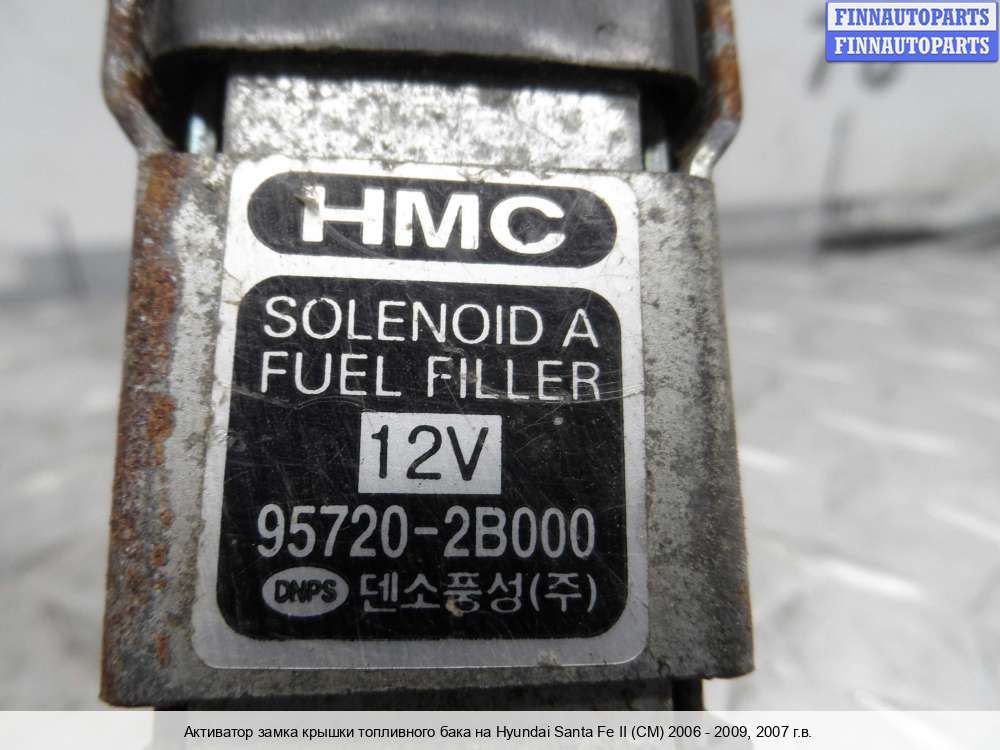 FINNAUTOPARTS
FINNAUTOPARTS
HMC
SOLENOID A
FUEL FILLER
12V
95720-2B000
DNPS 덴소풍성(주)
Активатор замка крышки топливного бака на Hyundai Santa Fe II (CM) 2006 - 2009, 2007 г.в.